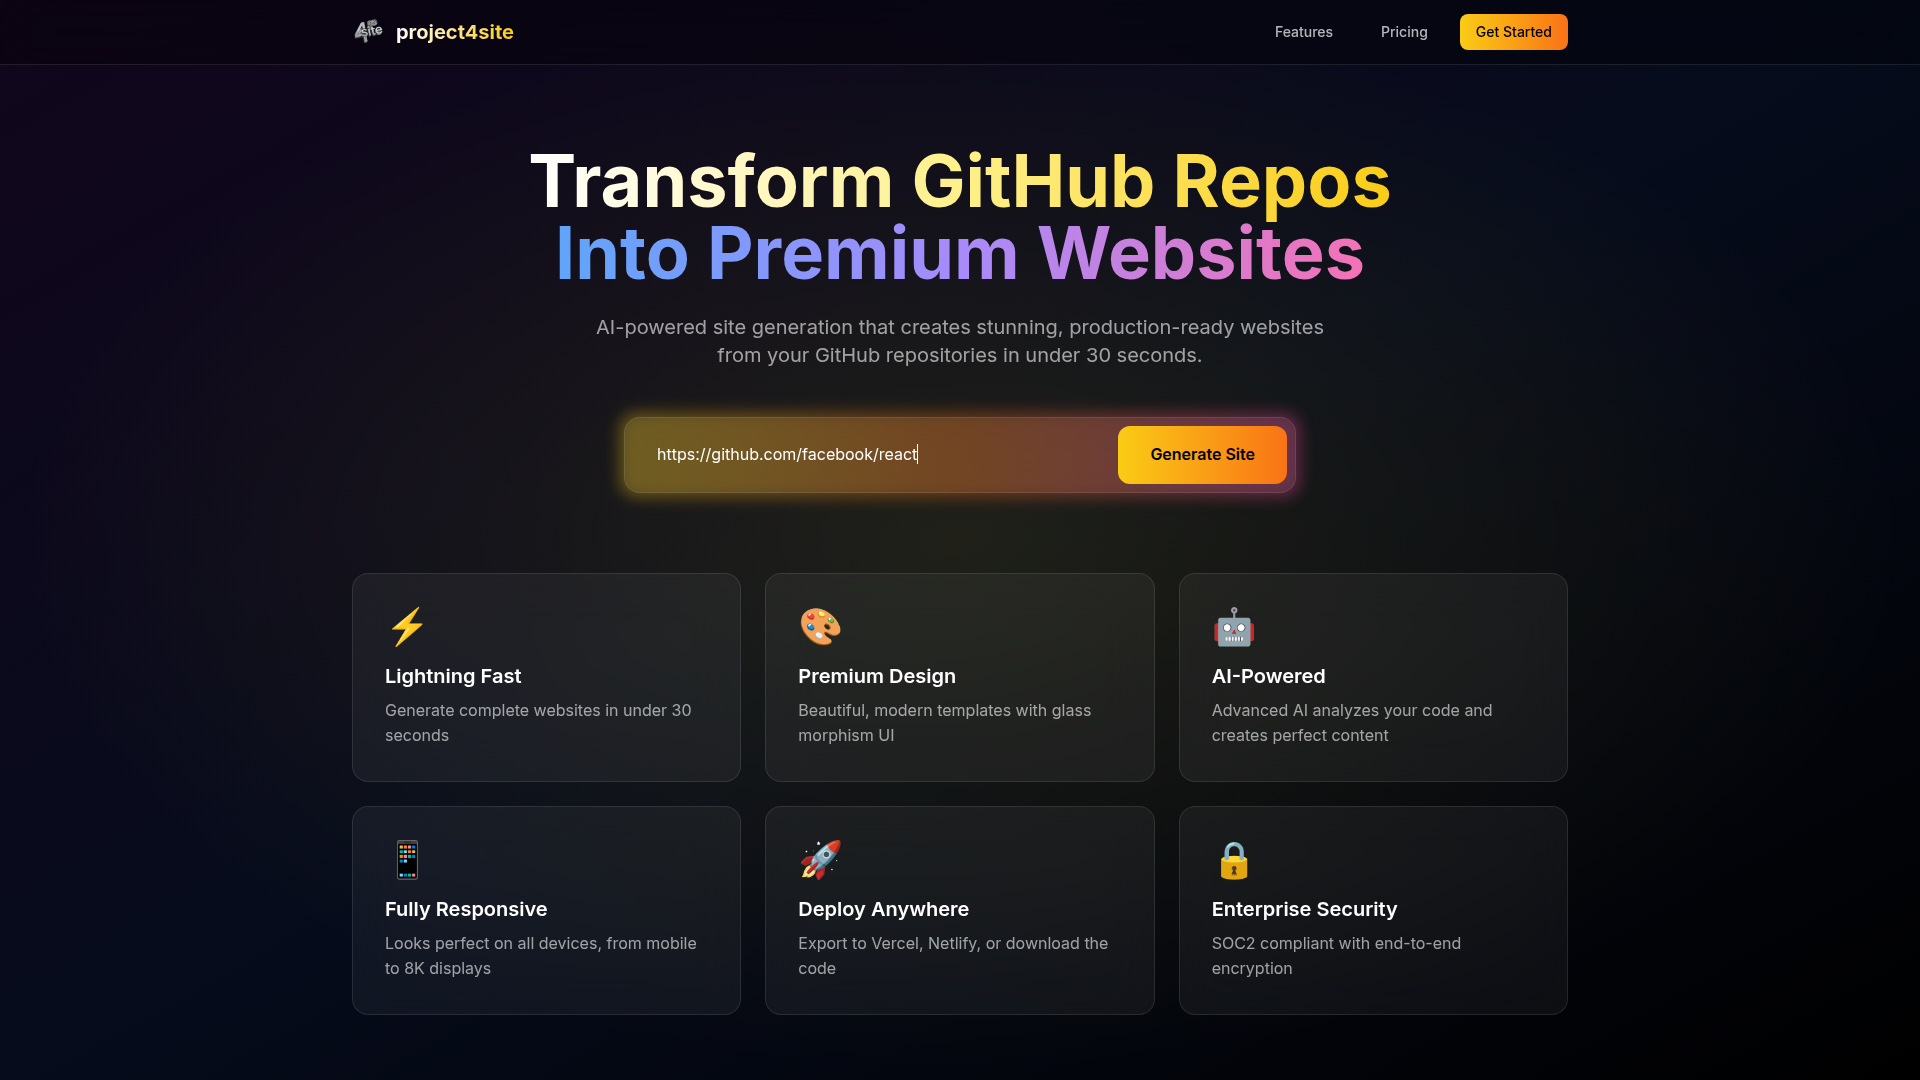 4site
project4site
Features
Pricing
Get Started
Transform GitHub Repos
Into Premium Websites
AI-powered site generation that creates stunning, production-ready websites
from your GitHub repositories in under 30 seconds.
https://github.com/facebook/react
Generate Site
Lightning Fast
Generate complete websites in under 30
seconds
Premium Design
Beautiful, modern templates with glass
morphism UI
AI-Powered
Advanced AI analyzes your code and
creates perfect content
Fully Responsive
Looks perfect on all devices, from mobile
to 8K displays
Deploy Anywhere
Export to Vercel, Netlify, or download the
code
Enterprise Security
SOC2 compliant with end-to-end
encryption